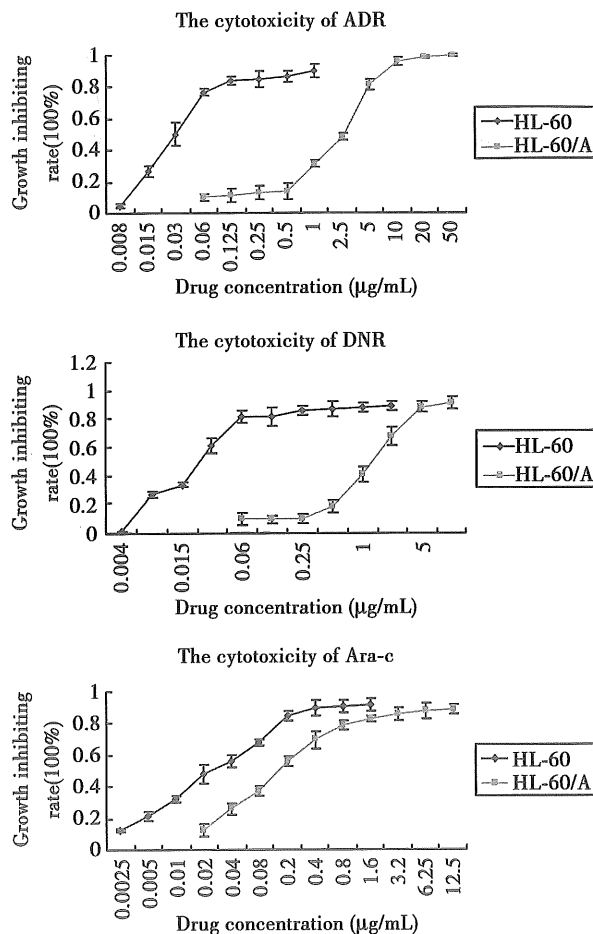 The cytotoxicity of ADR
Growth inhibiting
rate(100%)
1
0.8
0.6
0.4
0.2
0
0.008
0.015
0.03
0.06
0.125
0.25
0.5
1
2.5
5
10
20
50
Drug concentration (μg/mL)
HL-60
HL-60/A
The cytotoxicity of DNR
Growth inhibiting
rate(100%)
1.2
1
0.8
0.6
0.4
0.2
0
0.004
0.015
0.06
0.25
1
5
Drug concentration (μg/mL)
HL-60
HL-60/A
The cytotoxicity of Ara-c
Growth inhibiting
rate(100%)
1
0.8
0.6
0.4
0.2
0
0.0025
0.005
0.01
0.02
0.04
0.08
0.2
0.4
0.8
1.6
3.2
6.25
12.5
Drug concentration (μg/mL)
HL-60
HL-60/A